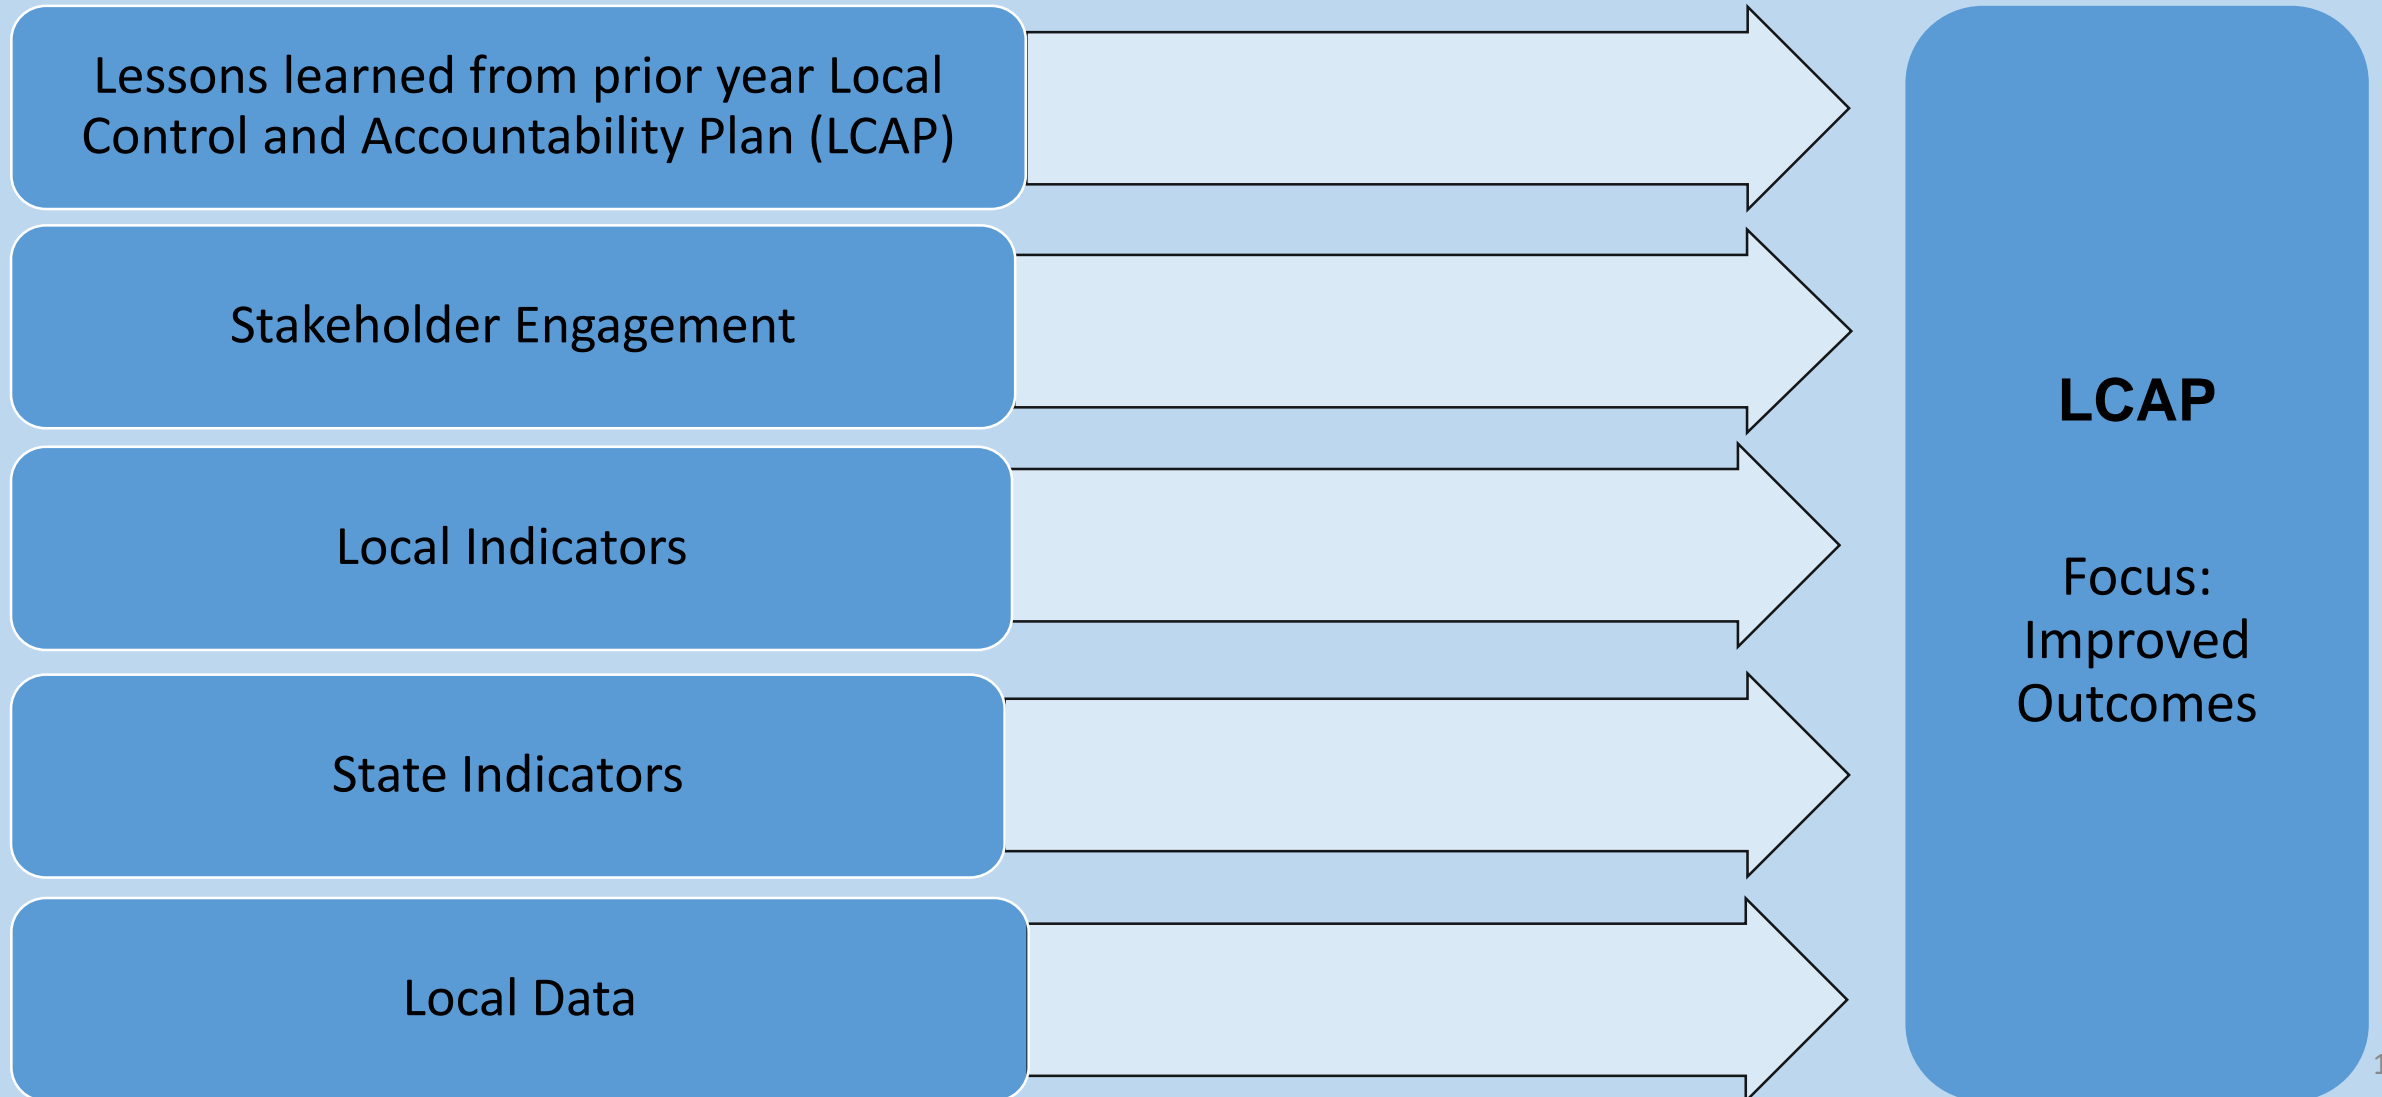 Lessons learned from prior year Local
Control and Accountability Plan (LCAP)
Stakeholder Engagement
Local Indicators
State Indicators
Local Data
LCAP
Focus:
Improved
Outcomes